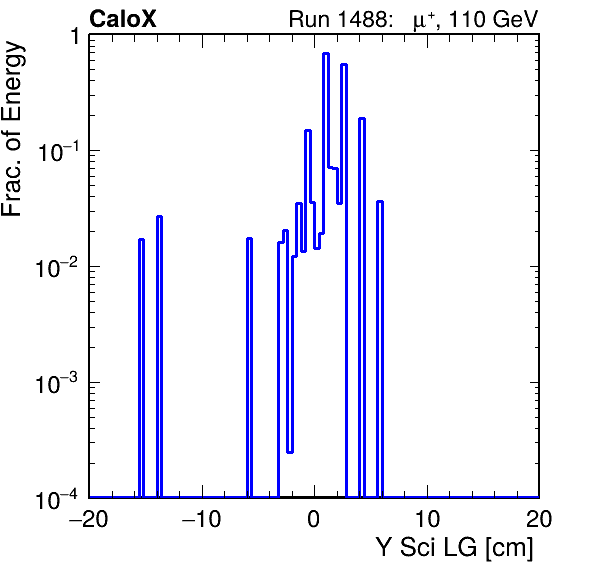 CaloX Run 1488: μ⁺, 110 GeV
Frac. of Energy
1
10⁻¹
10⁻²
10⁻³
10⁻⁴
−20 −10 0 10 20
Y Sci LG [cm]